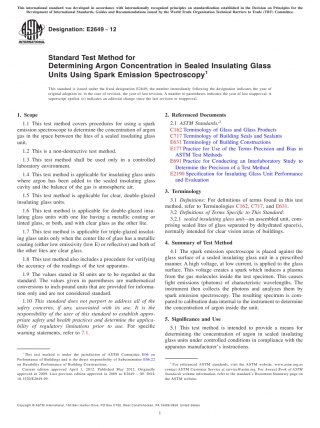 This international standard was developed in accordance with internationally recognized principles on standardization established in the Decision on Principles for the
Development of International Standards, Guides and Recommendations issued by the World Trade Organization Technical Barriers to Trade (TBT) Committee.
Designation: E2649 – 12
INTERNATIONAL
Standard Test Method for
Determining Argon Concentration in Sealed Insulating Glass
Units Using Spark Emission Spectroscopy1
This standard is issued under the fixed designation E2649; the number immediately following the designation indicates the year of
original adoption or, in the case of revision, the year of last revision. A number in parentheses indicates the year of last reapproval. A
superscript epsilon (ε) indicates an editorial change since the last revision or reapproval.
1. Scope
1.1 This test method covers procedures for using a spark
emission spectroscope to determine the concentration of argon
gas in the space between the lites of a sealed insulating glass
unit.
1.2 This is a non-destructive test method.
1.3 This test method shall be used only in a controlled
laboratory environment.
1.4 This test method is applicable for insulating glass units
where argon has been added to the sealed insulating glass
cavity and the balance of the gas is atmospheric air.
1.5 This test method is applicable for clear, double-glazed
insulating glass units.
1.6 This test method is applicable for double-glazed insu-
lating glass units with one lite having a metallic coating or
tinted glass, or both, and with clear glass as the other lite.
1.7 This test method is applicable for triple-glazed insulat-
ing glass units only when the center lite of glass has a metallic
coating (either low emissivity (low E) or reflective) and both of
the other lites are clear glass.
1.8 This test method also includes a procedure for verifying
the accuracy of the readings of the test apparatus.
1.9 The values stated in SI units are to be regarded as the
standard. The values given in parentheses are mathematical
conversions to inch-pound units that are provided for informa-
tion only and are not considered standard.
1.10 This standard does not purport to address all of the
safety concerns, if any, associated with its use. It is the
responsibility of the user of this standard to establish appro-
priate safety and health practices and determine the applica-
bility of regulatory limitations prior to use. For specific
warning statements, refer to 7.1.
1 This test method is under the jurisdiction of ASTM Committee E06 on
Performance of Buildings and is the direct responsibility of Subcommittee E06.22
on Durability Performance of Building Constructions.
Current edition approved April 1, 2012. Published May 2012. Originally
approved in 2009. Last previous edition approved in 2009 as E2649 – 09. DOI:
10.1520/E2649-09.
2. Referenced Documents
2.1 ASTM Standards:2
C162 Terminology of Glass and Glass Products
C717 Terminology of Building Seals and Sealants
E631 Terminology of Building Constructions
E177 Practice for Use of the Terms Precision and Bias in
ASTM Test Methods
E691 Practice for Conducting an Interlaboratory Study to
Determine the Precision of a Test Method
E2190 Specification for Insulating Glass Unit Performance
and Evaluation
3. Terminology
3.1 Definitions: For definitions of terms found in this test
method, refer to Terminologies C162, C717, and E631.
3.2 Definitions of Terms Specific to This Standard:
3.2.1 sealed insulating glass unit—an assembled unit, com-
prising sealed lites of glass separated by dehydrated space(s),
normally intended for clear vision areas of buildings.
4. Summary of Test Method
4.1 The spark emission spectroscope is placed against the
glass surface of a sealed insulating glass unit in a prescribed
manner. A high voltage, at low current, is applied to the glass
surface. This voltage creates a spark which induces a plasma
from the gas molecules inside the test specimen. This causes
light emissions (photons) of characteristic wavelengths. The
instrument then collects the photons and analyzes them by
spark emission spectroscopy. The resulting spectrum is com-
pared to calibration data internal to the instrument to determine
the concentration of argon inside the unit.
5. Significance and Use
5.1 This test method is intended to provide a means for
determining the concentration of argon in sealed insulating
glass units under controlled conditions in compliance with the
apparatus manufacturer's instructions.
2 For referenced ASTM standards, visit the ASTM website, www.astm.org, or
contact ASTM Customer Service at service@astm.org. For Annual Book of ASTM
Standards volume information, refer to the standard's Document Summary page on
the ASTM website.
Copyright © ASTM International, 100 Barr Harbor Drive, PO Box C700, West Conshohocken, PA 19428-2959. United States
1